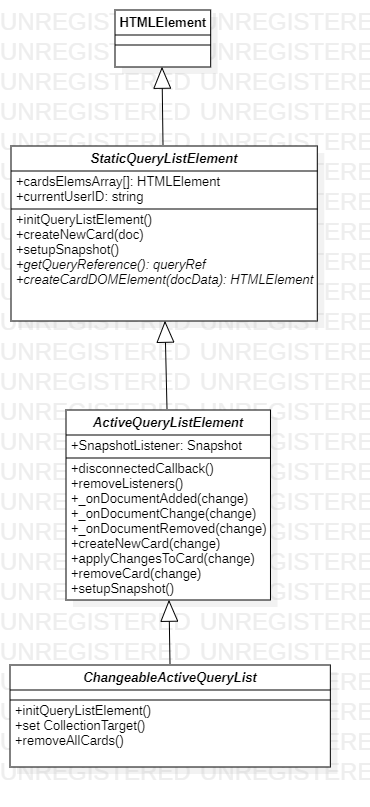 HTMLElement
StaticQueryListElement
+cardsElemsArray[]: HTMLElement
+currentUserID: string
+initQueryListElement()
+createNewCard(doc)
+setupSnapshot()
+getQueryReference(): queryRef
+createCardDOMElement(docData): HTMLElement
ActiveQueryListElement
+SnapshotListener: Snapshot
+disconnectedCallback()
+removeListeners()
+_onDocumentAdded(change)
+_onDocumentChange(change)
+_onDocumentRemoved(change)
+createNewCard(change)
+applyChangesToCard(change)
+removeCard(change)
+setupSnapshot()
ChangeableActiveQueryList
+initQueryListElement()
+set CollectionTarget()
+removeAllCards()
UNREGISTERED UNREGISTERE